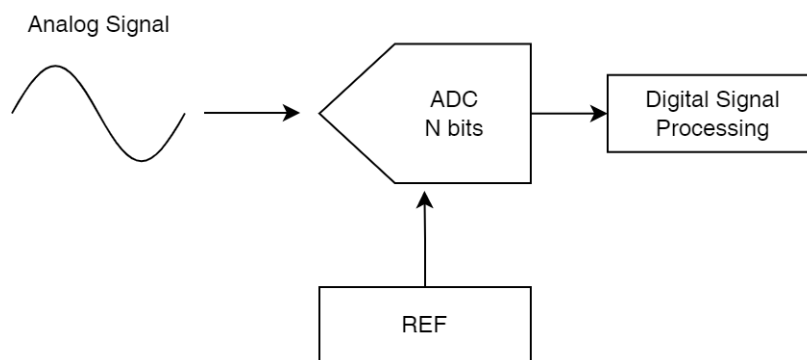 Analog Signal
ADC
N bits
Digital Signal
Processing
REF